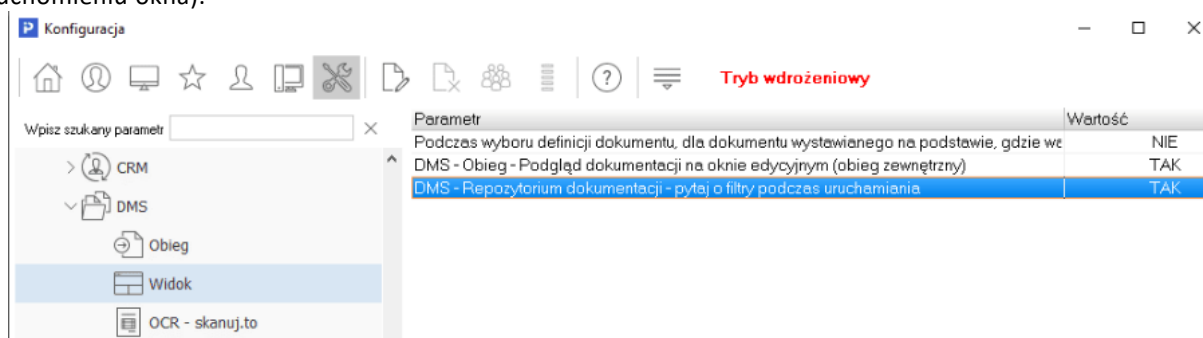 uchomieniu okna).
Konfiguracja
Tryb wdrożeniowy
Wpisz szukany parametr
Parametr Wartość
Podczas wyboru definicji dokumentu, dla dokumentu wystawianego na podstawie, gdzie we NIE
DMS - Obieg - Podgląd dokumentacji na oknie edycyjnym (obieg zewnętrzny) TAK
DMS - Repozytorium dokumentacji - pytaj o filtry podczas uruchamiania TAK
CRM
DMS
Obieg
Widok
OCR - skanuj.to